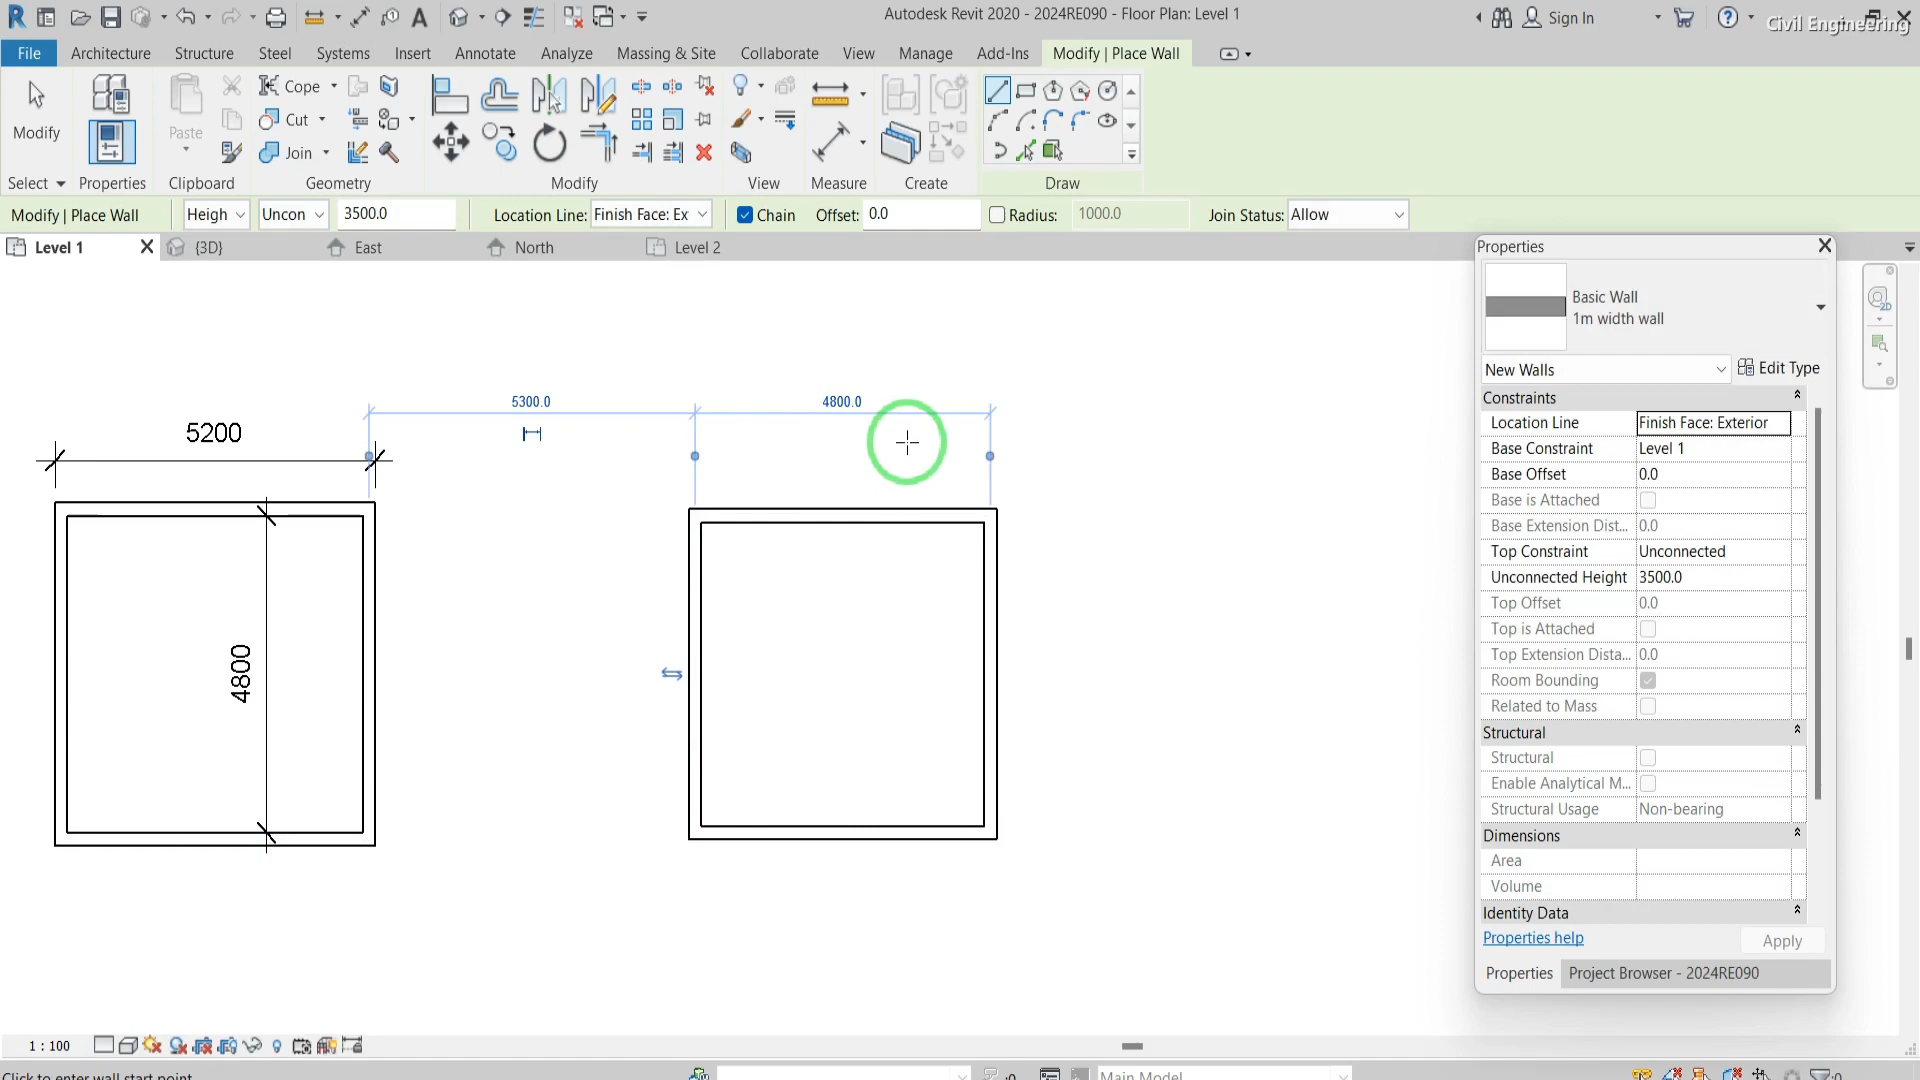 Autodesk Revit 2020 - 2024RE090 - Floor Plan: Level 1
Sign In
Civil Engineering
File
Architecture
Structure
Steel
Systems
Insert
Annotate
Analyze
Massing & Site
Collaborate
View
Manage
Add-Ins
Modify | Place Wall
Modify
Paste
Cope
Cut
Join
Select
Properties
Clipboard
Geometry
Modify
View
Measure
Create
Draw
Modify | Place Wall
Heigh
Uncon
3500.0
Location Line:
Finish Face: Ex
Chain
Offset:
0.0
Radius:
1000.0
Join Status:
Allow
Level 1
{3D}
East
North
Level 2
5300.0
4800.0
5200
4800
Properties
Basic Wall
1m width wall
New Walls
Edit Type
Constraints
Location Line
Finish Face: Exterior
Base Constraint
Level 1
Base Offset
0.0
Base is Attached
Base Extension Dist...
0.0
Top Constraint
Unconnected
Unconnected Height
3500.0
Top Offset
0.0
Top is Attached
Top Extension Dista...
0.0
Room Bounding
Related to Mass
Structural
Structural
Enable Analytical M...
Structural Usage
Non-bearing
Dimensions
Area
Volume
Identity Data
Properties help
Apply
Properties
Project Browser - 2024RE090
1 : 100
Click to enter wall start point.
:0
Main Model
:0